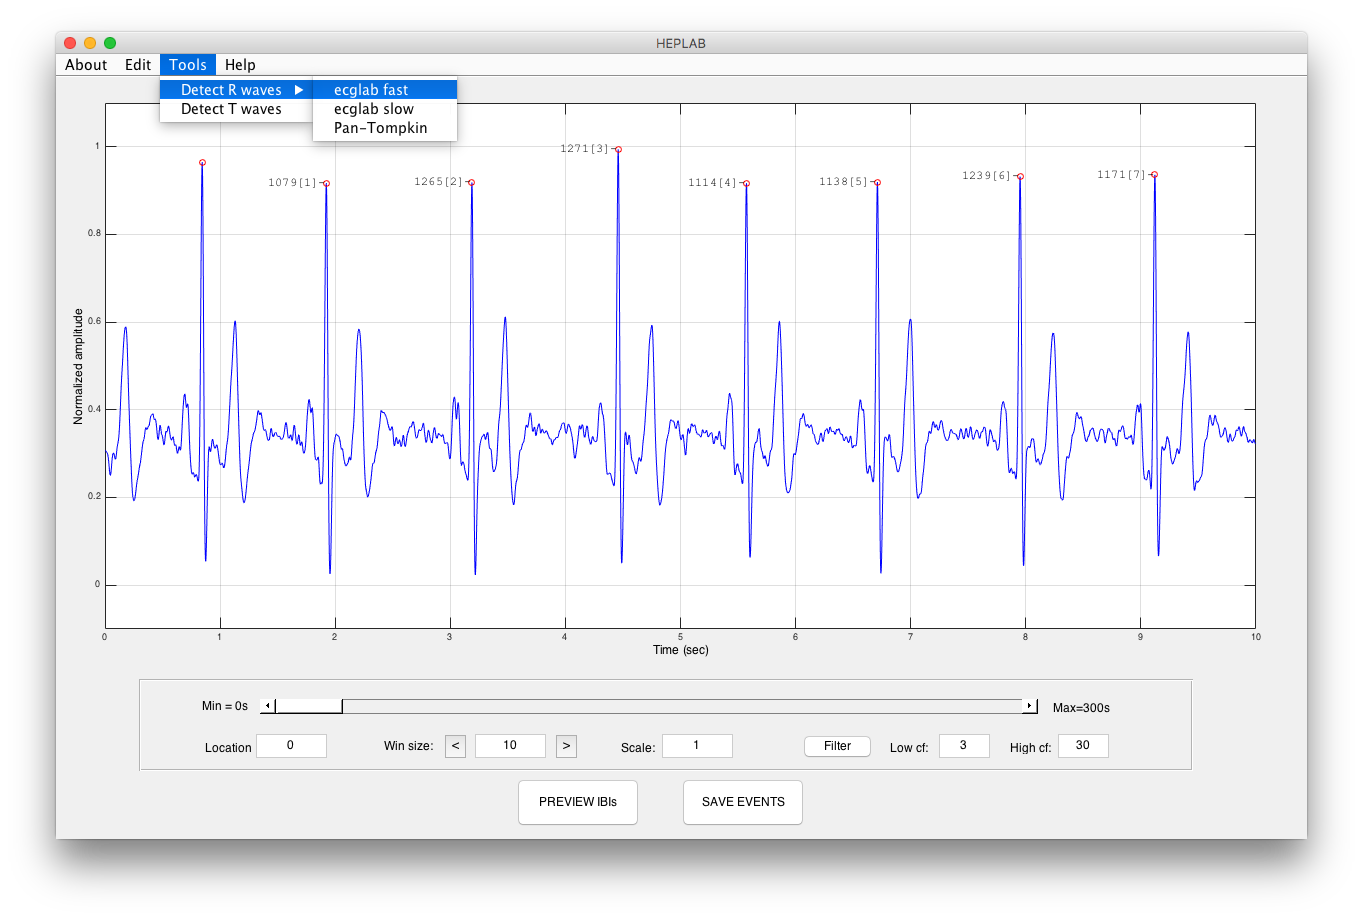 HEPLAB
About Edit Tools Help
Detect R waves
Detect T waves
ecglab fast
ecglab slow
Pan-Tompkin
1079[1]
1265[2]
1271[3]
1114[4]
1138[5]
1239[6]
1171[7]
Normalized amplitude
1
0.8
0.6
0.4
0.2
0
0 1 2 3 4 5 6 7 8 9 10
Time (sec)
Min = 0s
Max=300s
Location 0 Win size: < 10 > Scale: 1 Filter Low cf: 3 High cf: 30
PREVIEW IBIs SAVE EVENTS